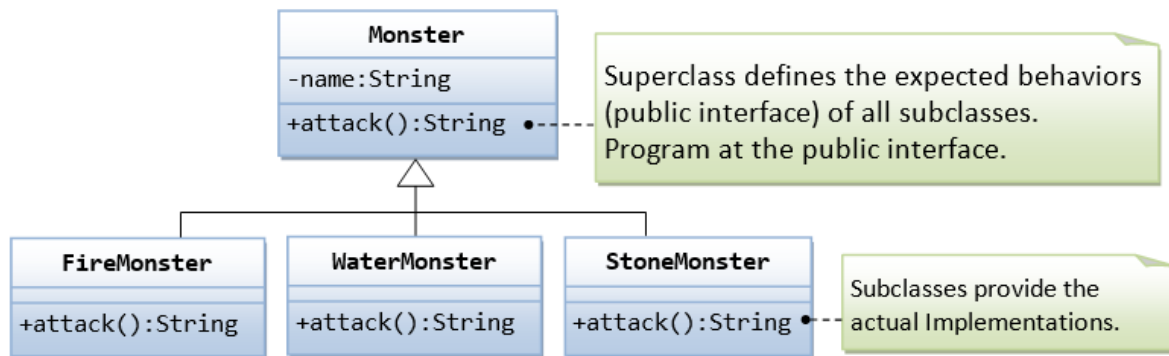 Monster
-name:String
+attack():String
Superclass defines the expected behaviors
(public interface) of all subclasses.
Program at the public interface.
FireMonster
+attack():String
WaterMonster
+attack():String
StoneMonster
+attack():String
Subclasses provide the
actual Implementations.